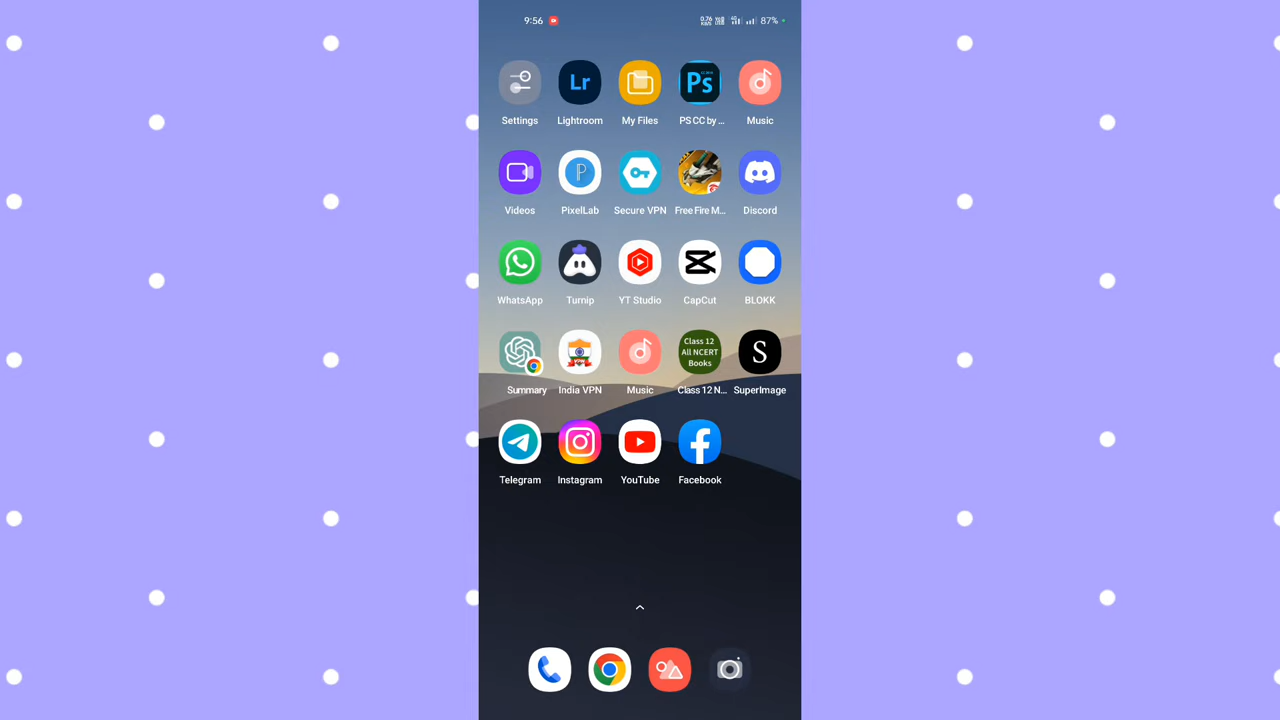 9:56 87%
Settings Lightroom My Files PS CC by ... Music
Lr Ps
Videos PixelLab Secure VPN Free Fire M... Discord
P
WhatsApp Turnip YT Studio CapCut BLOKK
Class 12
All NCERT
Books
S
Summary India VPN Music Class 12 N... SuperImage
Telegram Instagram YouTube Facebook